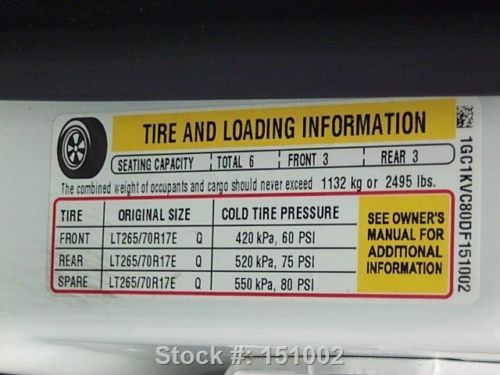 TIRE AND LOADING INFORMATION
SEATING CAPACITY TOTAL 6 FRONT 3 REAR 3
The combined weight of occupants and cargo should never exceed 1132 kg or 2495 lbs.
TIRE ORIGINAL SIZE COLD TIRE PRESSURE
FRONT LT265/70R17E Q 420 kPa, 60 PSI
REAR LT265/70R17E Q 520 kPa, 75 PSI
SPARE LT265/70R17E Q 550 kPa, 80 PSI
SEE OWNER'S
MANUAL FOR
ADDITIONAL
INFORMATION
1GC1KVC80DF151002
Stock #: 151002